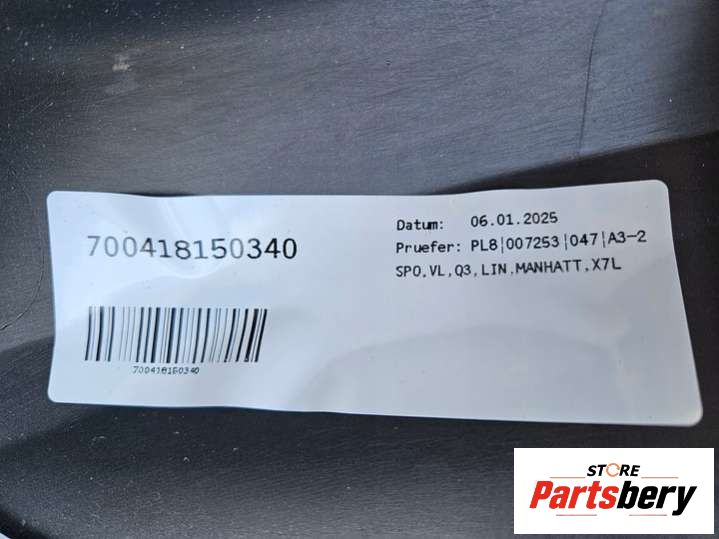 700418150340
700418150340
Datum: 06.01.2025
Pruefer: PL8|007253|047|A3-2
SPO,VL,Q3,LIN,MANHATT,X7L
STORE
Partsbery